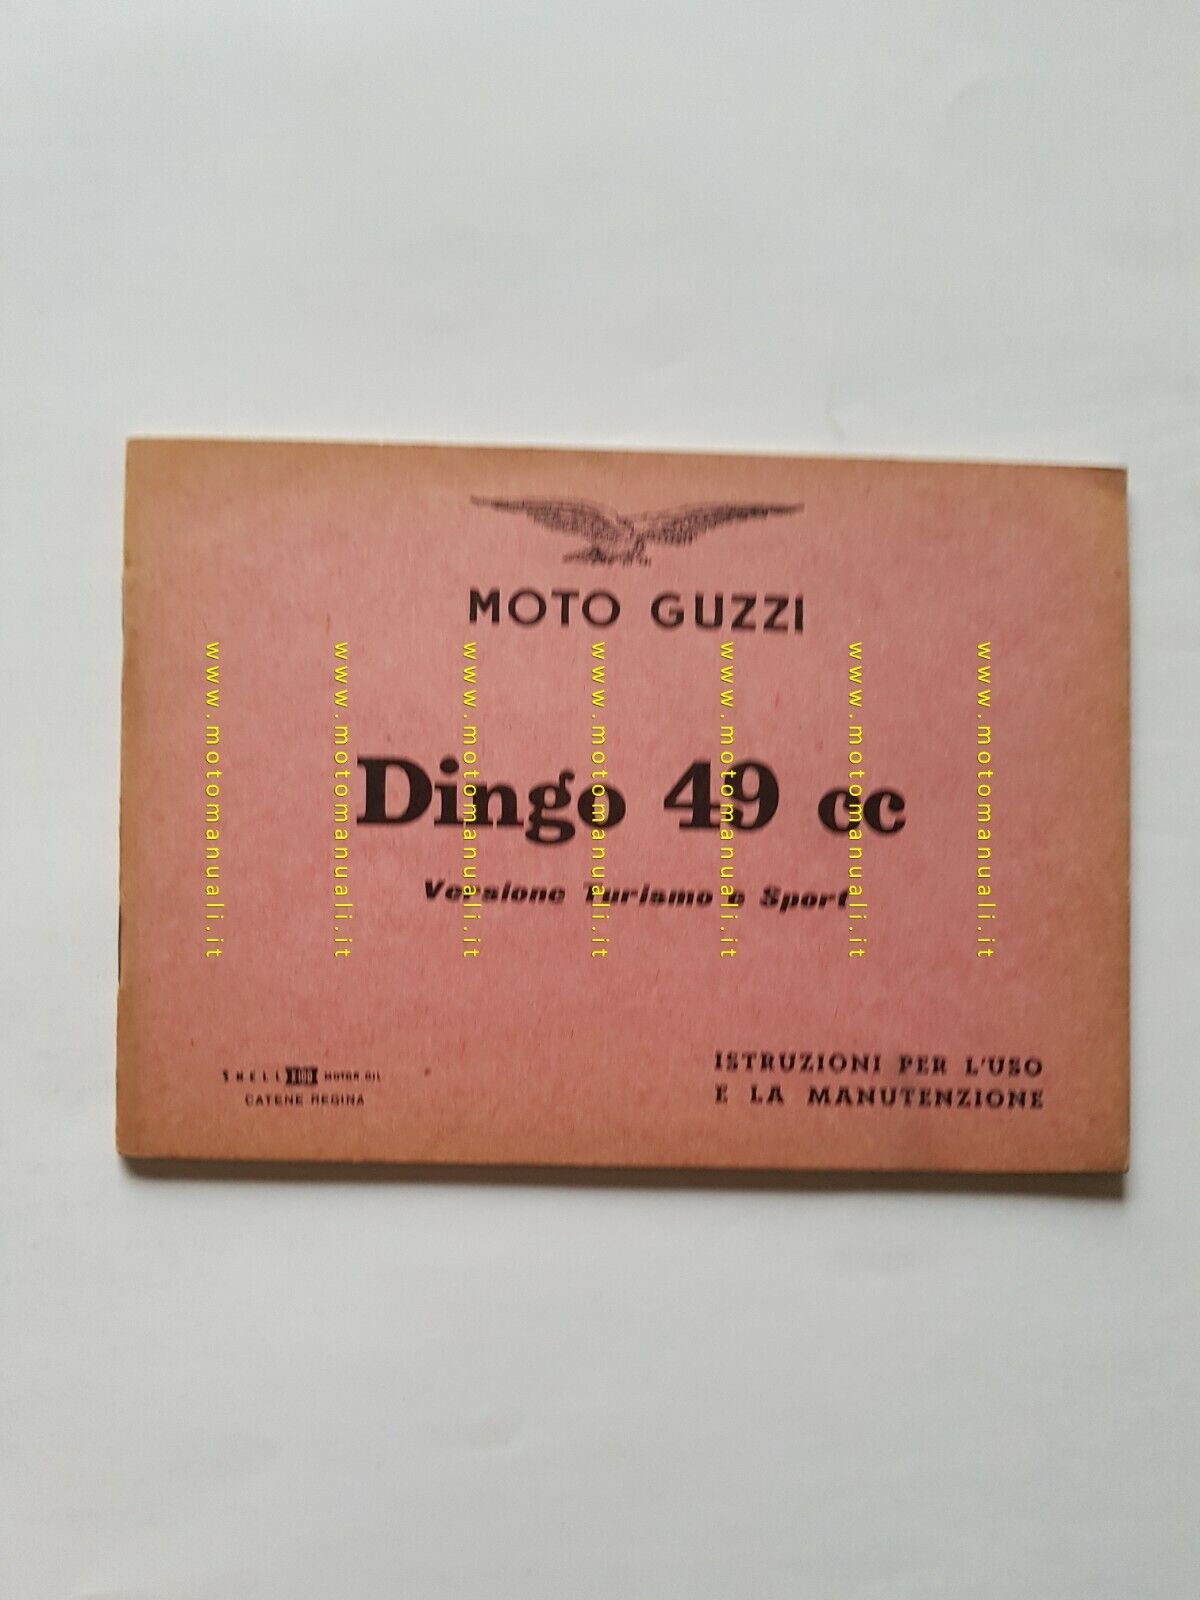 MOTO GUZZI
Dingo 49 cc
Versione Turismo e Sport
SHELL X100 MOTOR OIL
CATENE REGINA
ISTRUZIONI PER L'USO
E LA MANUTENZIONE
www.motomanuali.it
www.motomanuali.it
www.motomanuali.it
www.motomanuali.it
www.motomanuali.it
www.motomanuali.it
www.motomanuali.it